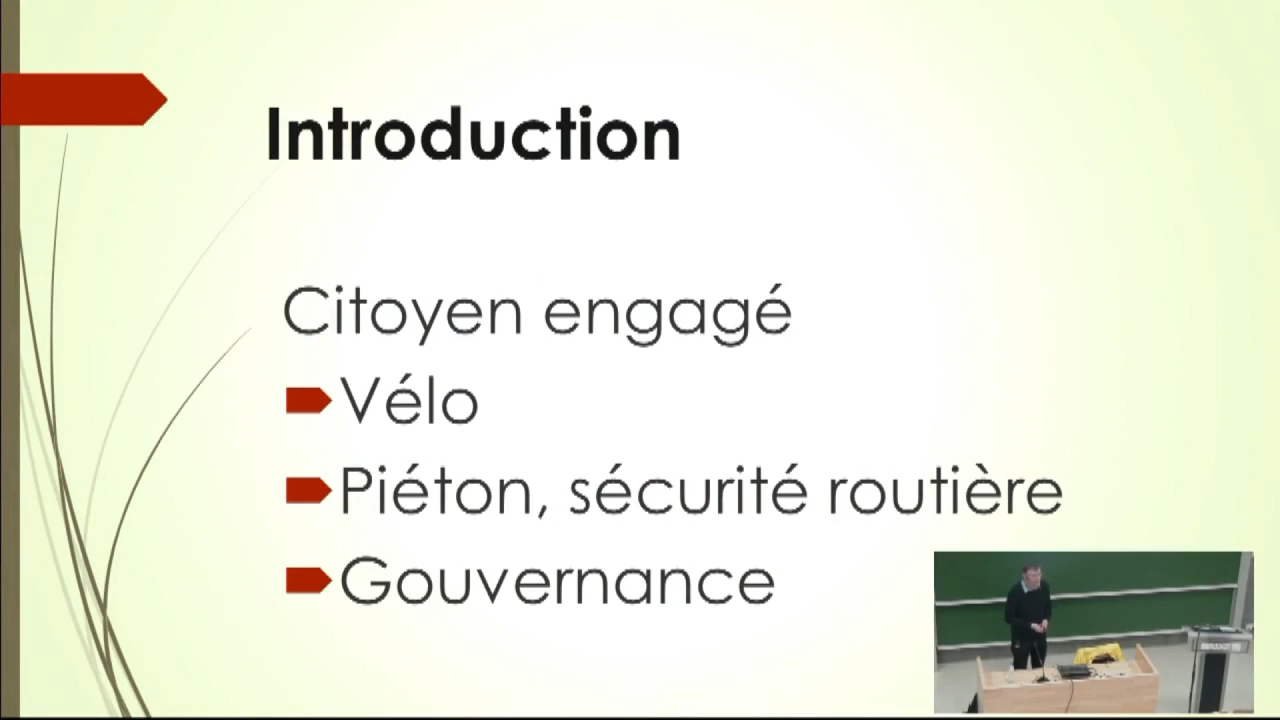 Introduction
Citoyen engagé
Vélo
Piéton, sécurité routière
Gouvernance